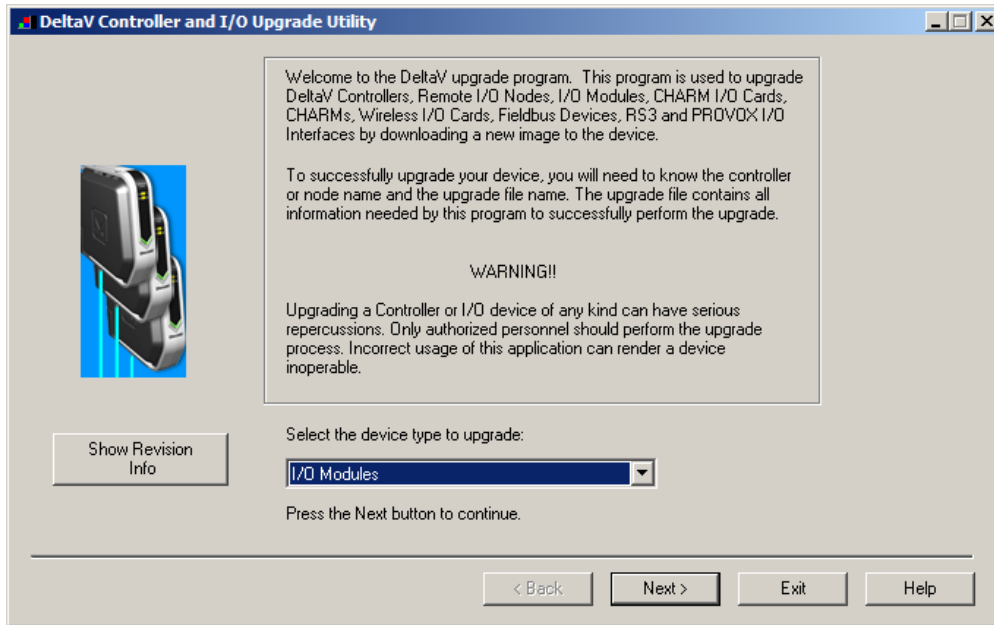 DeltaV Controller and I/O Upgrade Utility
Welcome to the DeltaV upgrade program.  This program is used to upgrade
DeltaV Controllers, Remote I/O Nodes, I/O Modules, CHARM I/O Cards,
CHARMs, Wireless I/O Cards, Fieldbus Devices, RS3 and PROVOX I/O
Interfaces by downloading a new image to the device.
To successfully upgrade your device, you will need to know the controller
or node name and the upgrade file name. The upgrade file contains all
information needed by this program to successfully perform the upgrade.
WARNING!!
Upgrading a Controller or I/O device of any kind can have serious
repercussions. Only authorized personnel should perform the upgrade
process. Incorrect usage of this application can render a device
inoperable.
Show Revision
Info
Select the device type to upgrade:
I/O Modules
Press the Next button to continue.
< Back
Next >
Exit
Help